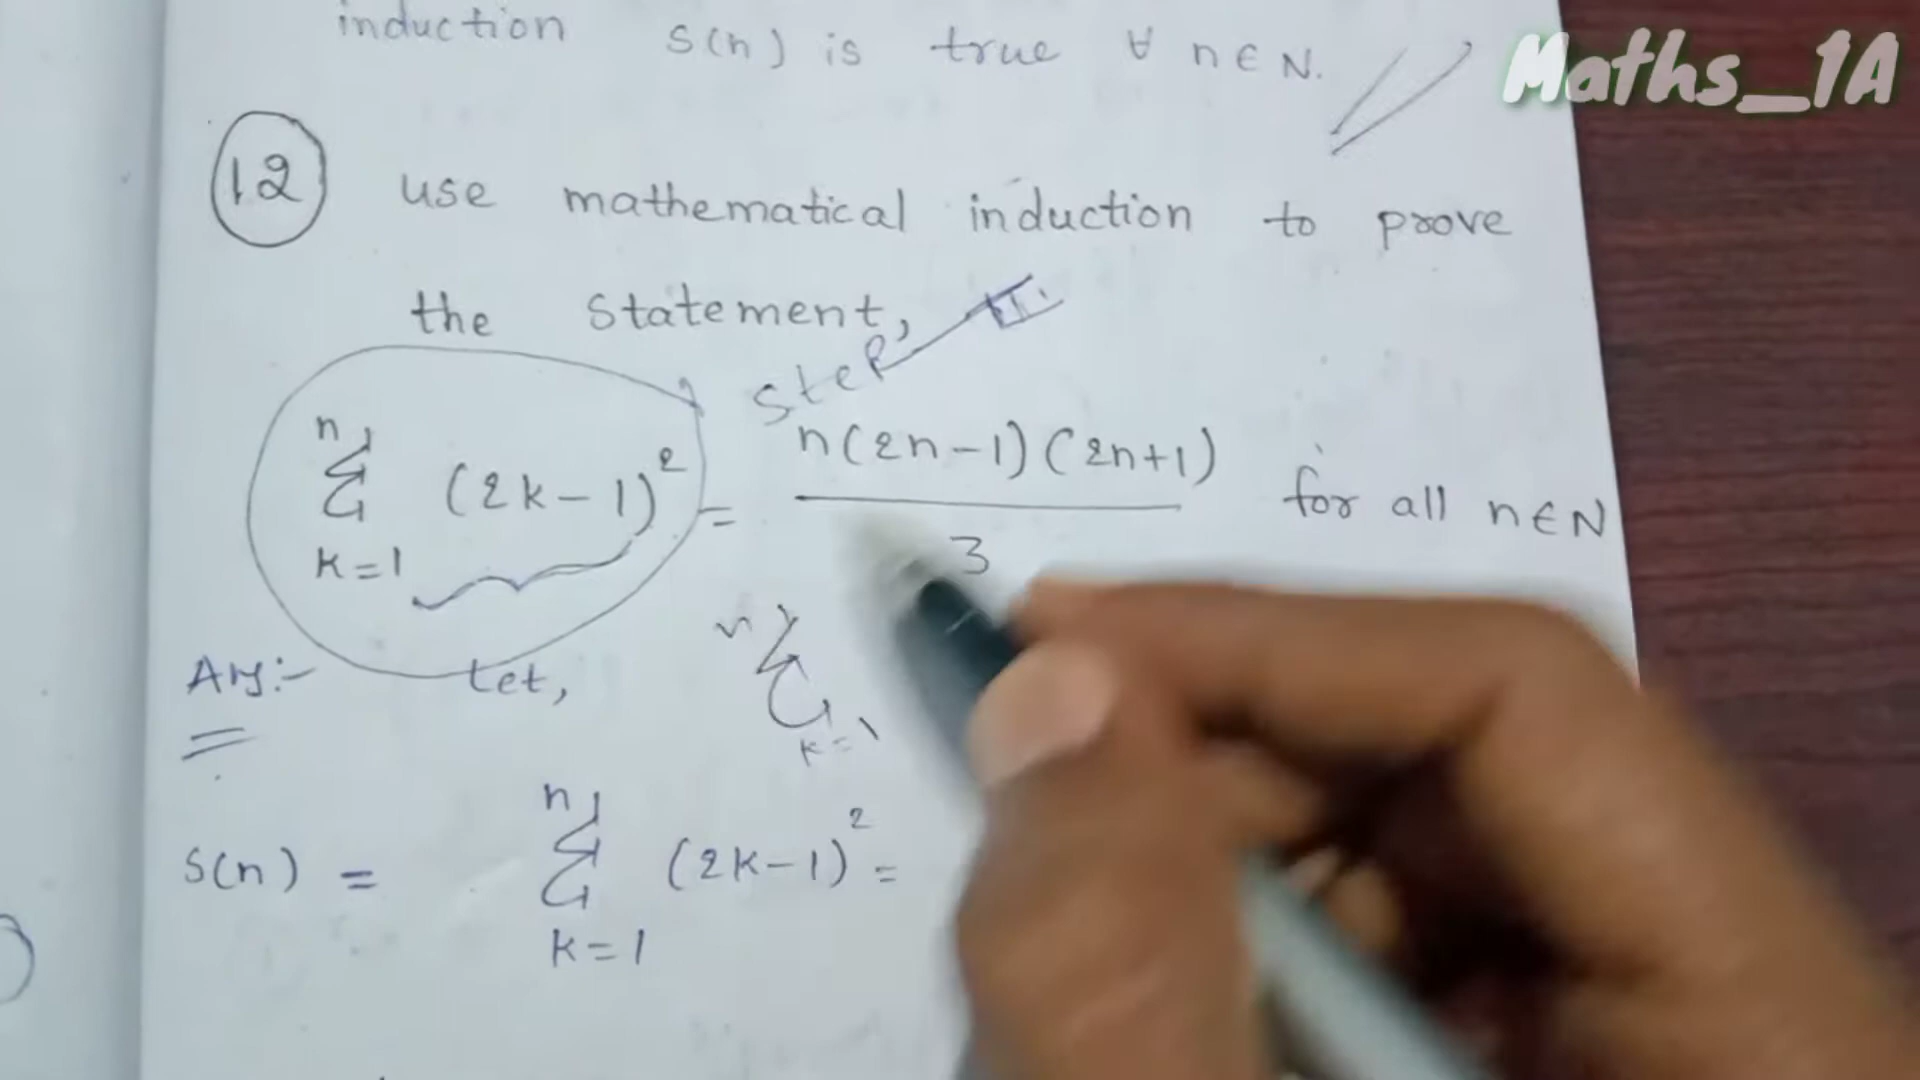 induction S(n) is true ∀ n∈N.
Maths_1A
12 use mathematical induction to prove
the statement,
step II.
n Σ k=1 (2k-1)² = n(2n-1)(2n+1) / 3 for all n∈N
Ans:- Let, n Σ k=1
S(n) = n Σ k=1 (2k-1)² =